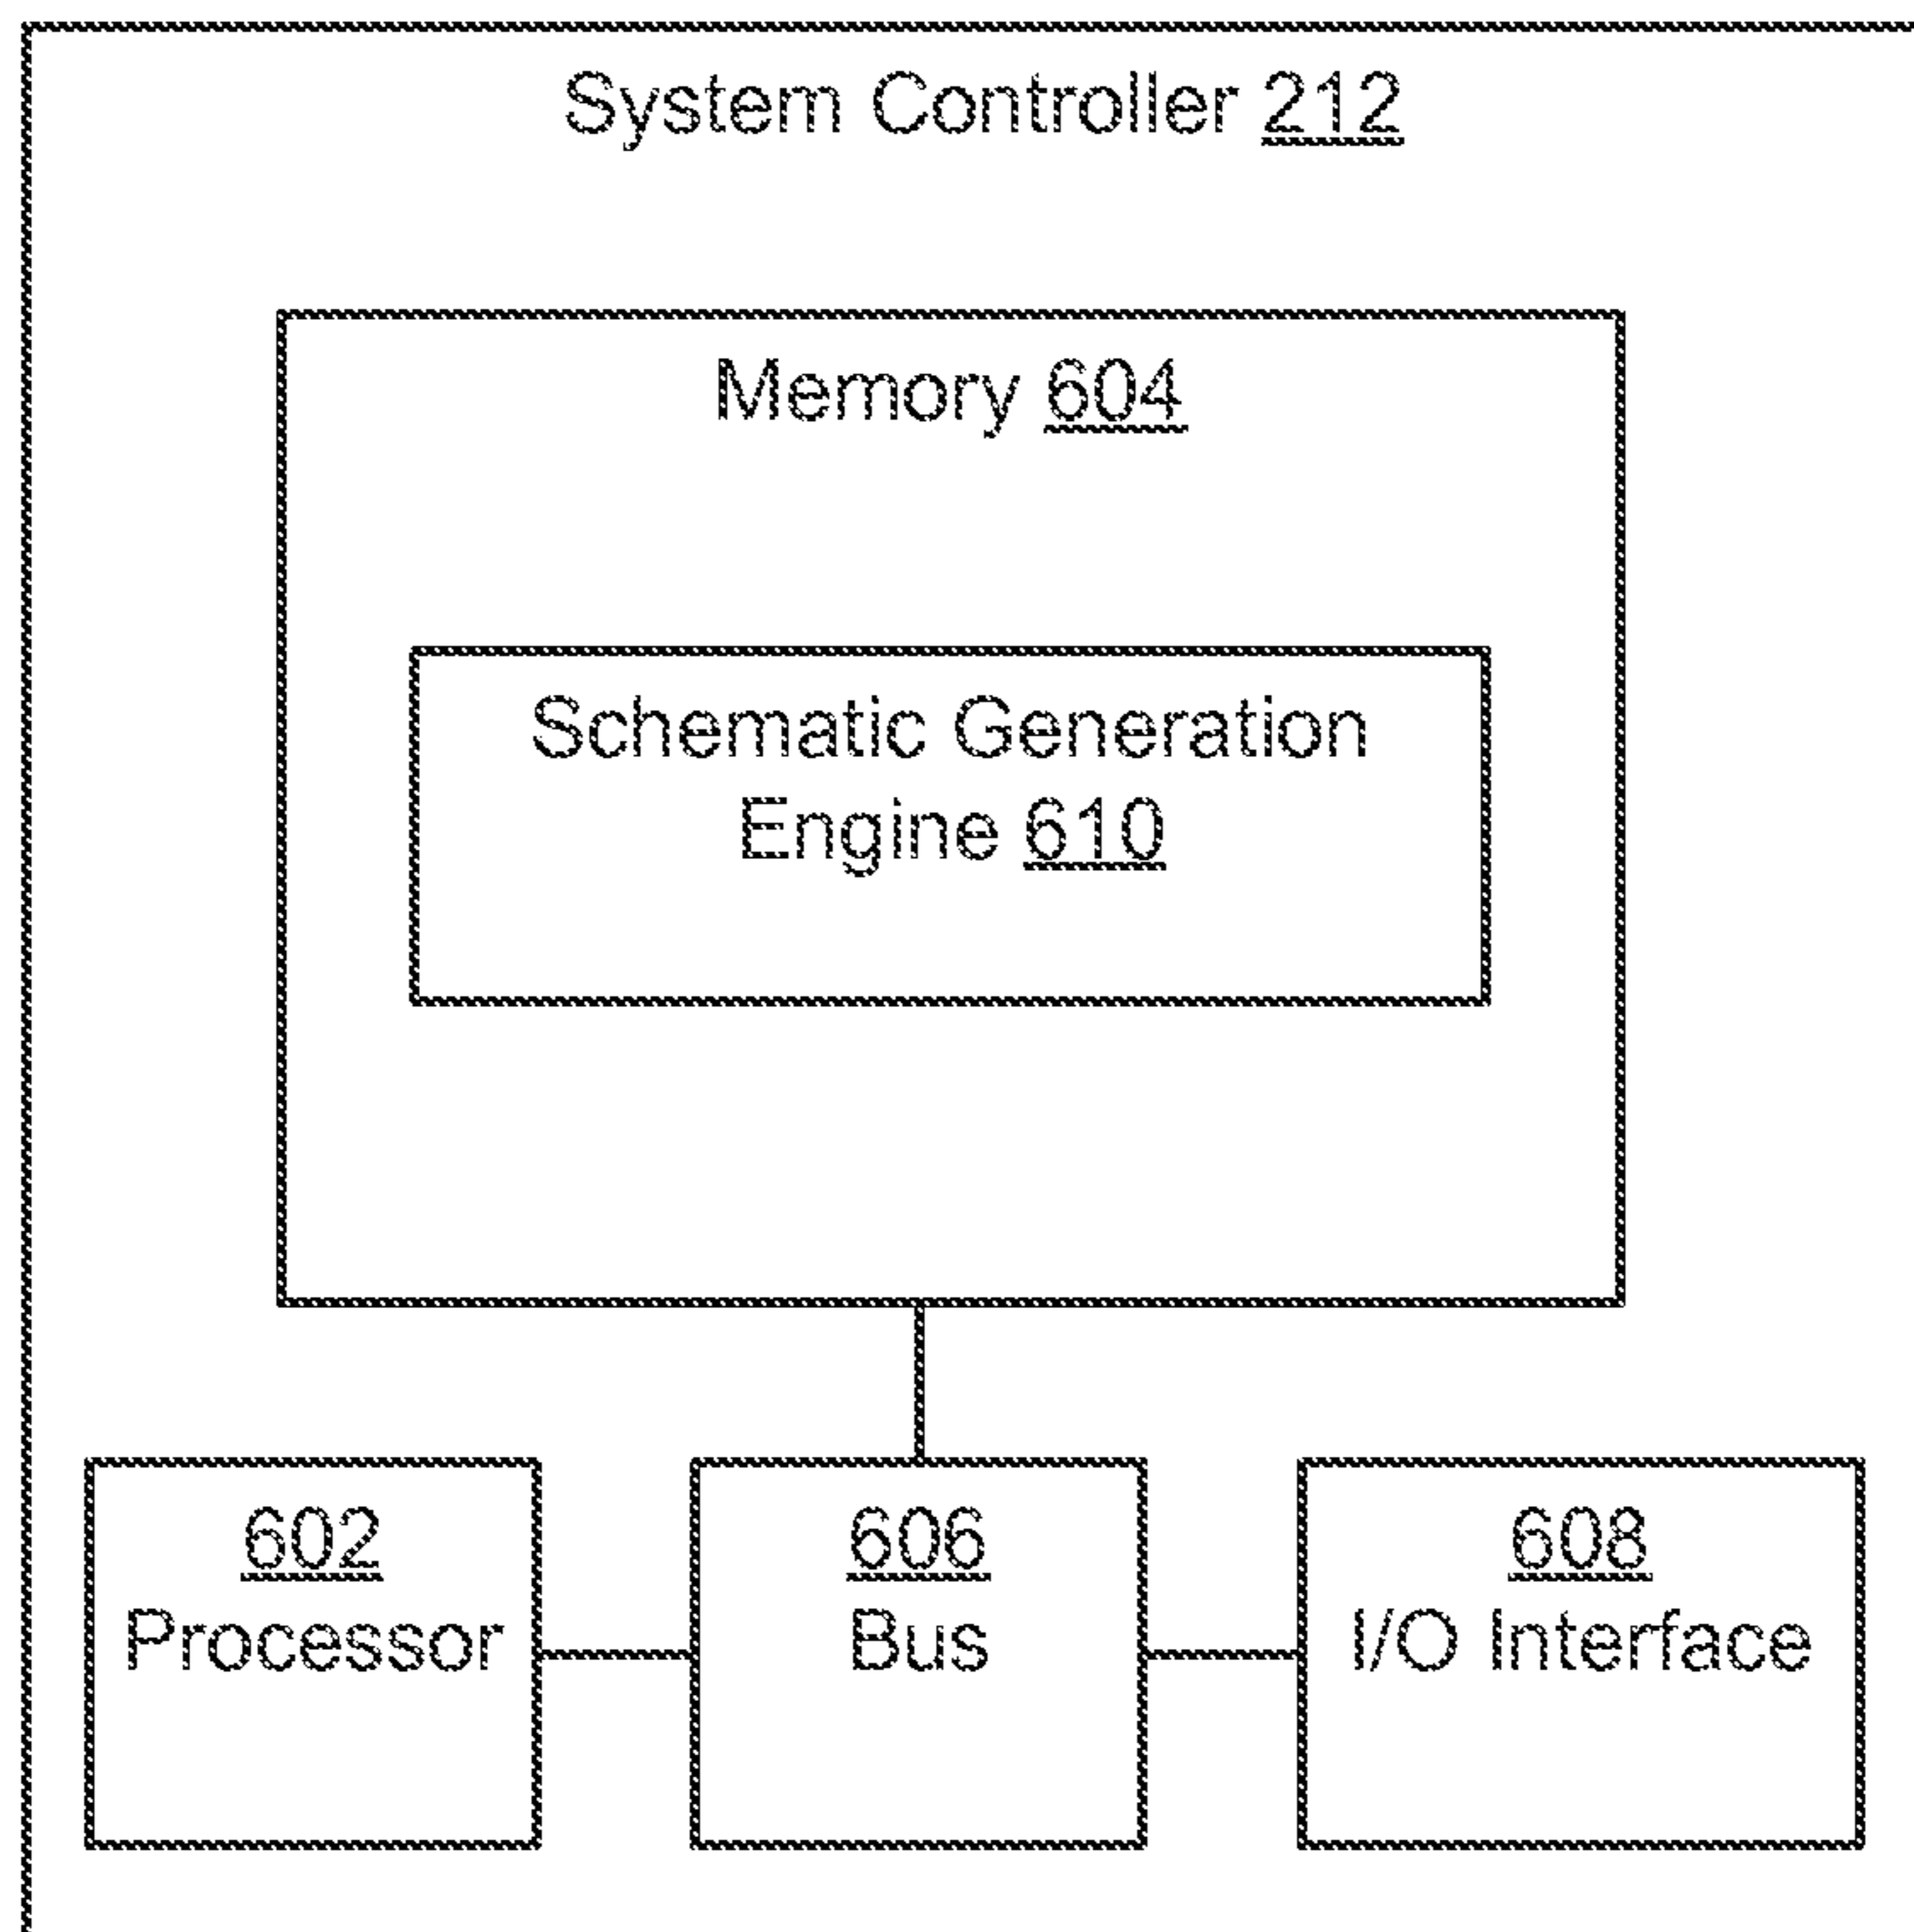 System Controller 212
Memory 604
Schematic Generation
Engine 610
602
Processor
606
Bus
608
I/O Interface